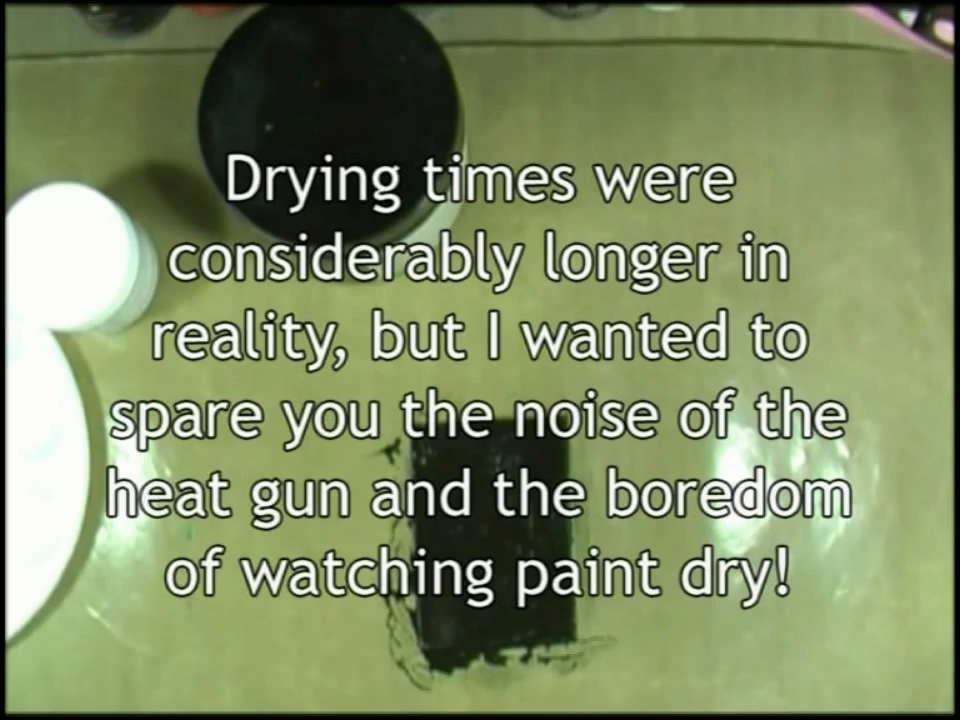 Drying times were
considerably longer in
reality, but I wanted to
spare you the noise of the
heat gun and the boredom
of watching paint dry!